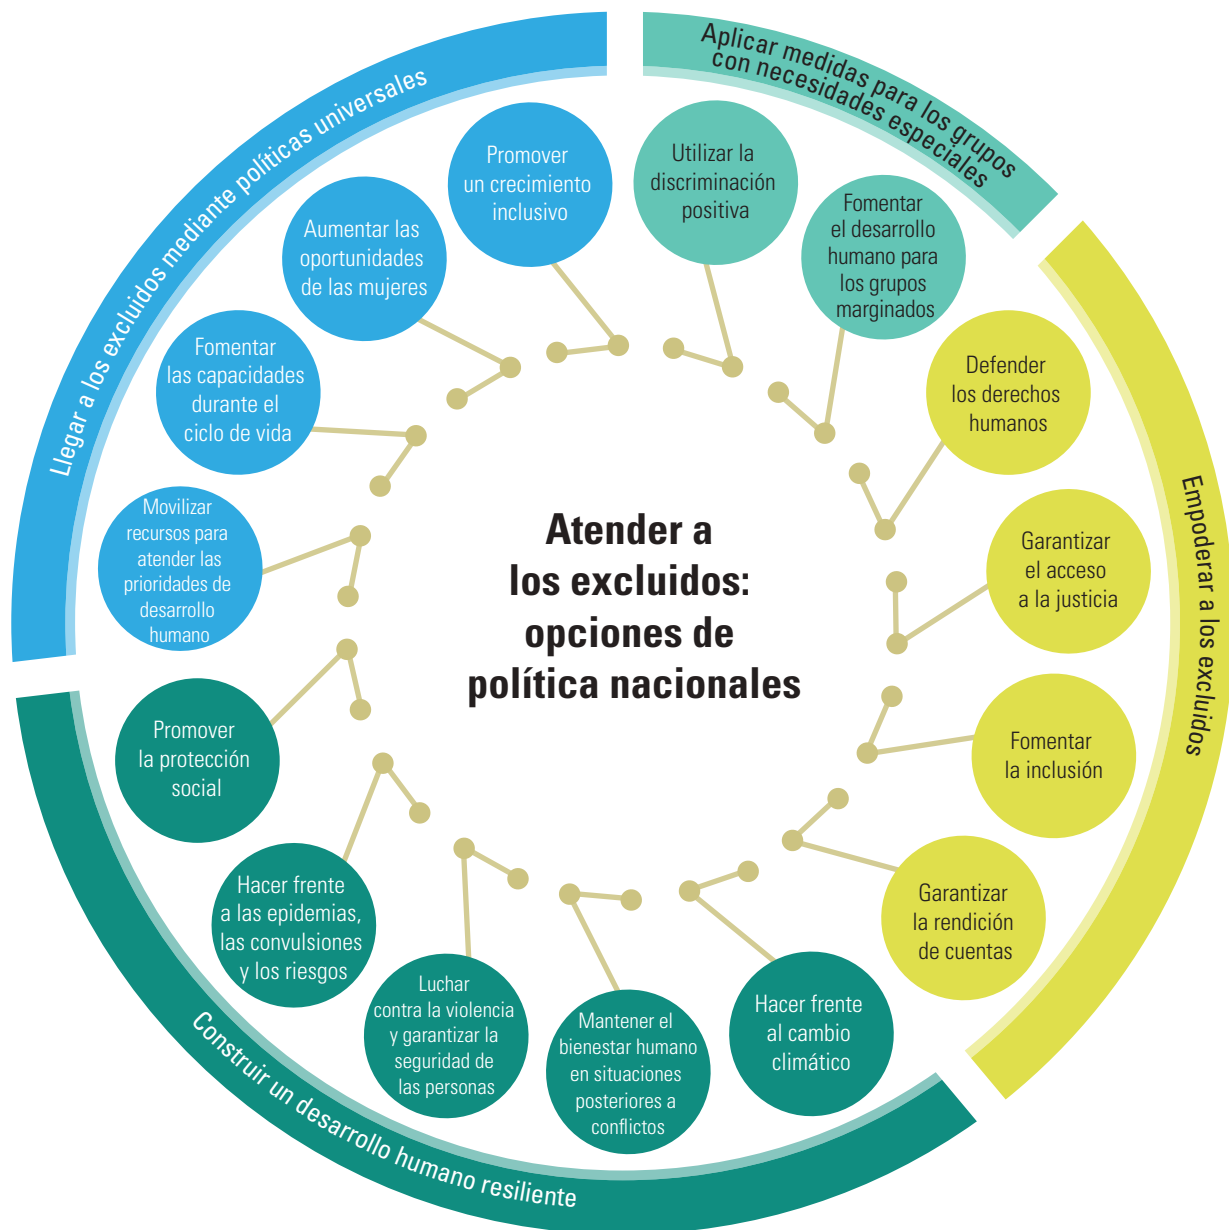 Atender a
los excluidos:
opciones de
política nacionales
Llegar a los excluidos mediante políticas universales
Promover
un crecimiento
inclusivo
Aumentar las
oportunidades
de las mujeres
Fomentar
las capacidades
durante el
ciclo de vida
Movilizar
recursos para
atender las
prioridades de
desarrollo
humano
Aplicar medidas para los grupos
con necesidades especiales
Utilizar la
discriminación
positiva
Fomentar
el desarrollo
humano para
los grupos
marginados
Empoderar a los excluidos
Defender
los derechos
humanos
Garantizar
el acceso
a la justicia
Fomentar
la inclusión
Garantizar
la rendición
de cuentas
Construir un desarrollo humano resiliente
Hacer frente
al cambio
climático
Mantener el
bienestar humano
en situaciones
posteriores a
conflictos
Luchar
contra la violencia
y garantizar la
seguridad de
las personas
Hacer frente
a las epidemias,
las convulsiones
y los riesgos
Promover
la protección
social